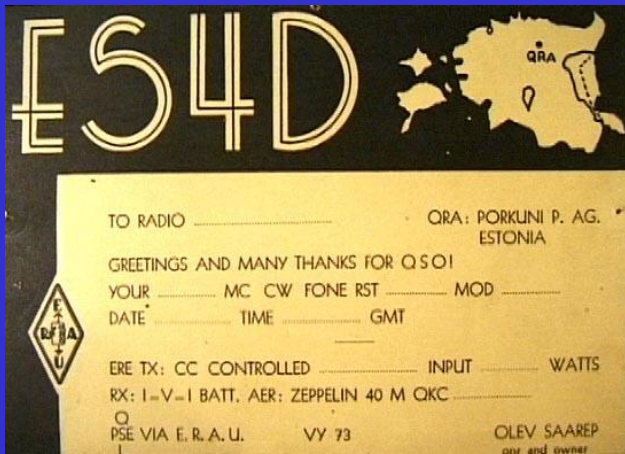 ES4D
QRA
TO RADIO QRA: PORKUNI P. AG.
ESTONIA
GREETINGS AND MANY THANKS FOR QSO!
YOUR MC CW FONE RST MOD
DATE TIME GMT
E
R A
U
ERE TX: CC CONTROLLED INPUT WATTS
RX: I-V-I BATT. AER: ZEPPELIN 40 M QKC
Q
PSE VIA E.R.A.U. VY 73 OLEV SAAREP
opr and owner